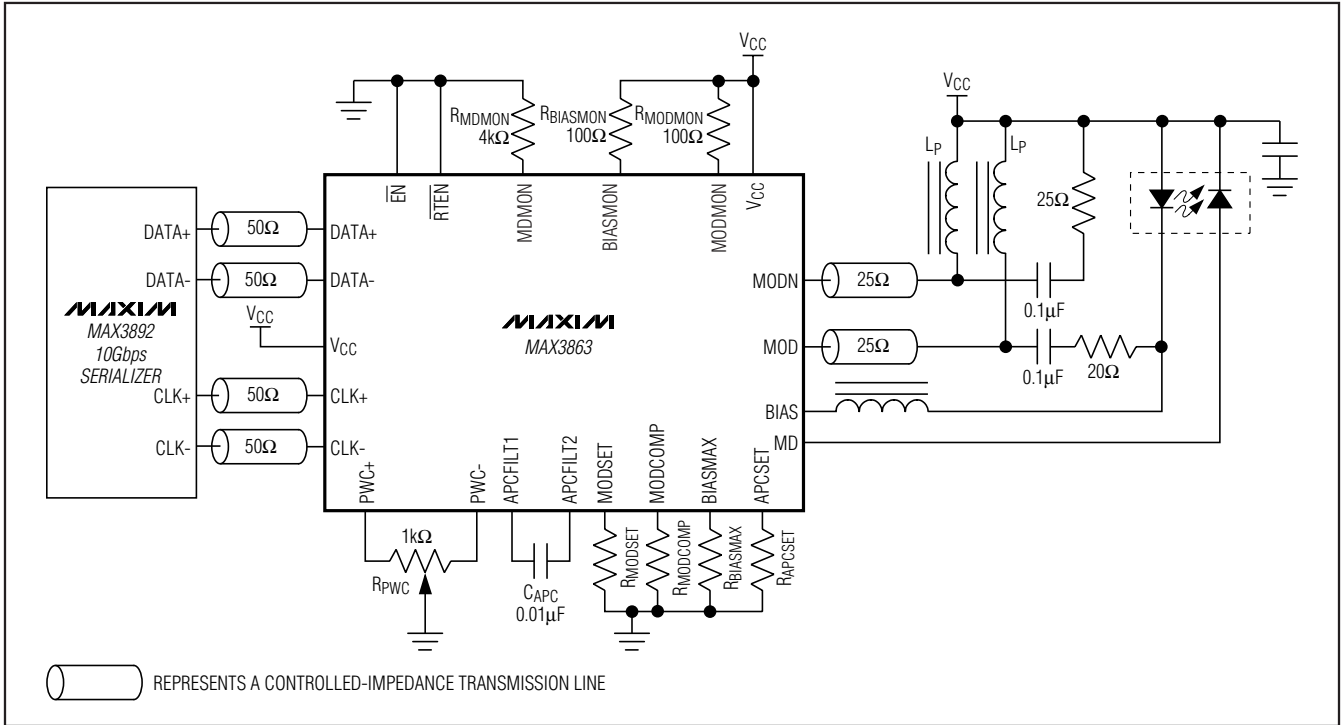 VCC
VCC
RMDMON
4kΩ
RBIASMON
100Ω
RMODMON
100Ω
LP
LP
25Ω
EN
RTEN
MDMON
BIASMON
MODMON
VCC
DATA+
50Ω
DATA+
DATA-
50Ω
DATA-
MAXIM
MAX3892
10Gbps
SERIALIZER
VCC
VCC
CLK+
50Ω
CLK+
CLK-
50Ω
CLK-
MAXIM
MAX3863
MODN
25Ω
0.1μF
MOD
25Ω
0.1μF
20Ω
BIAS
MD
PWC+
PWC-
APCFILT1
APCFILT2
MODSET
MODCOMP
BIASMAX
APCSET
1kΩ
RPWC
CAPC
0.01μF
RMODSET
RMODCOMP
RBIASMAX
RAPCSET
REPRESENTS A CONTROLLED-IMPEDANCE TRANSMISSION LINE